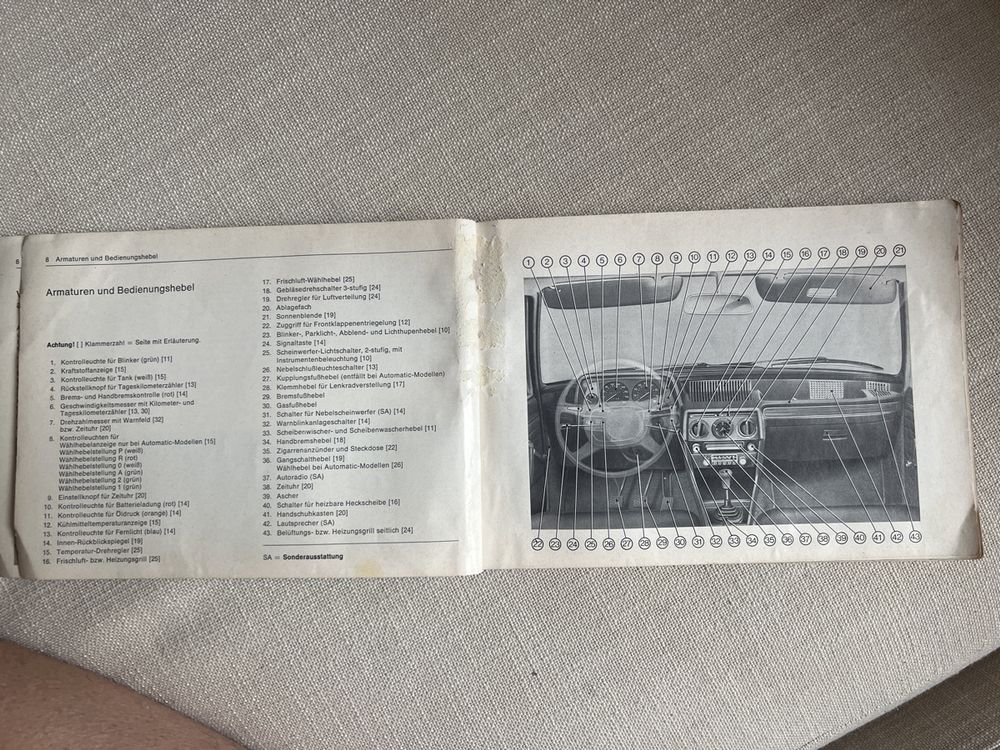 6
8 Armaturen und Bedienungshebel
Armaturen und Bedienungshebel
Achtung! [ ] Klammerzahl = Seite mit Erläuterung.
1. Kontrolleuchte für Blinker (grün) [11]
2. Kraftstoffanzeige [15]
3. Kontrolleuchte für Tank (weiß) [15]
4. Rückstellknopf für Tageskilometerzähler [13]
5. Brems- und Handbremskontrolle (rot) [14]
6. Geschwindigkeitsmesser mit Kilometer- und
Tageskilometerzähler [13, 30]
7. Drehzahlmesser mit Warnfeld [32]
bzw. Zeituhr [20]
8. Kontrolleuchten für
Wählhebelanzeige nur bei Automatic-Modellen [15]
Wählhebelstellung P (weiß)
Wählhebelstellung R (rot)
Wählhebelstellung 0 (weiß)
Wählhebelstellung A (grün)
Wählhebelstellung 2 (grün)
Wählhebelstellung 1 (grün)
9. Einstellknopf für Zeituhr [20]
10. Kontrolleuchte für Batterieladung (rot) [14]
11. Kontrolleuchte für Öldruck (orange) [14]
12. Kühlmitteltemperaturanzeige [15]
13. Kontrolleuchte für Fernlicht (blau) [14]
14. Innen-Rückblickspiegel [19]
15. Temperatur-Drehregler [25]
16. Frischluft- bzw. Heizungsgrill [25]
17. Frischluft-Wählhebel [25]
18. Gebläsedrehschalter 3-stufig [24]
19. Drehregler für Luftverteilung [24]
20. Ablagefach
21. Sonnenblende [19]
22. Zuggriff für Frontklappenentriegelung [12]
23. Blinker-, Parklicht-, Abblend- und Lichthupenhebel [10]
24. Signaltaste [14]
25. Scheinwerfer-Lichtschalter, 2-stufig, mit
Instrumentenbeleuchtung [10]
26. Nebelschlußleuchteschalter [13]
27. Kupplungsfußhebel (entfällt bei Automatic-Modellen)
28. Klemmhebel für Lenkradverstellung [17]
29. Bremsfußhebel
30. Gasfußhebel
31. Schalter für Nebelscheinwerfer (SA) [14]
32. Warnblinkanlageschalter [14]
33. Scheibenwischer- und Scheibenwascherhebel [11]
34. Handbremshebel [18]
35. Zigarrenanzünder und Steckdose [22]
36. Gangschalthebel [19]
Wählhebel bei Automatic-Modellen [26]
37. Autoradio (SA)
38. Zeituhr [20]
39. Ascher
40. Schalter für heizbare Heckscheibe [16]
41. Handschuhkasten [20]
42. Lautsprecher (SA)
43. Belüftungs- bzw. Heizungsgrill seitlich [24]
SA = Sonderausstattung
1 2 3 4 5 6 7 8 9 10 11 12 13 14 15 16 17 18 19 20 21
22 23 24 25 26 27 28 29 30 31 32 33 34 35 36 37 38 39 40 41 42 43